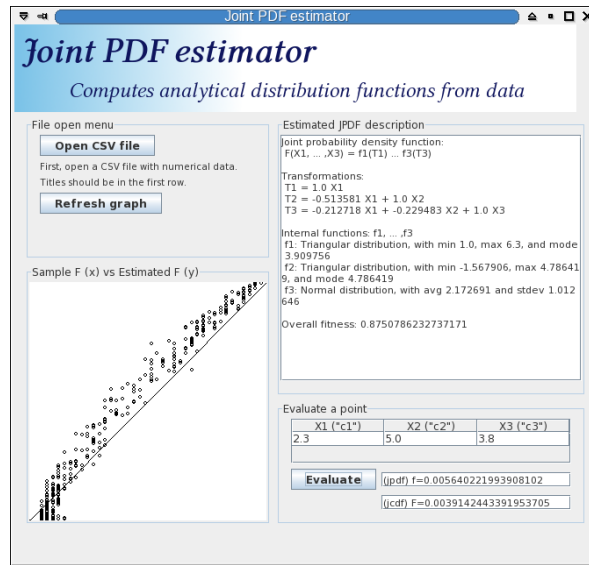 Joint PDF estimator
Joint PDF estimator
Computes analytical distribution functions from data
File open menu
Open CSV file
First, open a CSV file with numerical data.
Titles should be in the first row.
Refresh graph
Sample F (x) vs Estimated F (y)
Estimated JPDF description
Joint probability density function:
F(X1, ... ,X3) = f1(T1) ... f3(T3)
Transformations:
T1 = 1.0 X1
T2 = -0.513581 X1 + 1.0 X2
T3 = -0.212718 X1 + -0.229483 X2 + 1.0 X3
Internal functions: f1, ... ,f3
f1: Triangular distribution, with min 1.0, max 6.3, and mode
3.909756
f2: Triangular distribution, with min -1.567906, max 4.78641
9, and mode 4.786419
f3: Normal distribution, with avg 2.172691 and stdev 1.012
646
Overall fitness: 0.8750786232737171
Evaluate a point
X1 ("c1") X2 ("c2") X3 ("c3")
2.3 5.0 3.8
Evaluate
(jpdf) f=0.005640221993908102
(jcdf) F=0.0039142443391953705